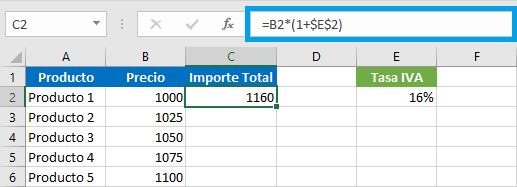 C2 fx =B2*(1+$E$2)
A B C D E F
1 Producto Precio Importe Total Tasa IVA
2 Producto 1 1000 1160 16%
3 Producto 2 1025
4 Producto 3 1050
5 Producto 4 1075
6 Producto 5 1100